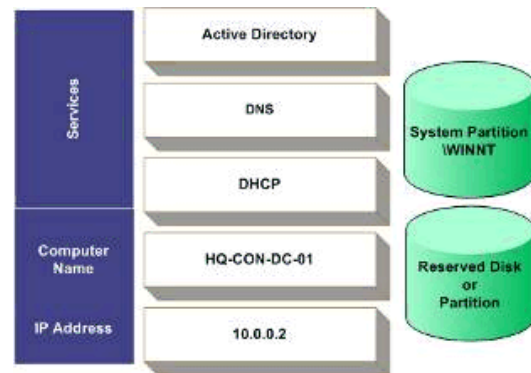 Services
Active Directory
DNS
DHCP
Computer
Name
HQ-CON-DC-01
IP Address
10.0.0.2
System Partition
\WINNT
Reserved Disk
or
Partition